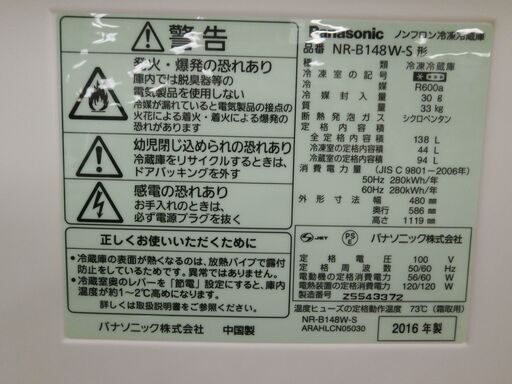 警告
発火・爆発の恐れあり
庫内では脱臭器等の
電気製品を使用しない
冷媒が漏れていると電気製品の接点の
火花による着火・着火・爆発の恐れあり
幼児閉じ込められの恐れあり
冷蔵庫をリサイクルするときは、
ドアパッキングを外す
感電の恐れあり
お手入れのときは、
必ず電源プラグを抜く
正しくお使いいただくために
•冷蔵庫の表面が熱くなるのは、放熱パイプで露付
防止をしているためです。異常ではありません。
•冷蔵室奥のレバーを「節電」設定にすると、庫内
温度が約1〜2℃高めになります。
詳しくは取扱説明書をご参照ください。
パナソニック株式会社 中国製
Panasonic ノンフロン冷凍冷蔵庫
品番 NR-B148W-S 形
種類 冷凍冷蔵庫
冷凍室の記号
冷媒 R600a
冷媒封入量 30 g
質量 33 kg
断熱発泡ガス シクロペンタン
定格内容積
全定格内容積 138 L
冷凍室の定格内容積 44 L
冷蔵室の定格内容積 94 L
消費電力量 (JIS C 9801−2006年)
50Hz 280kWh/年
60Hz 280kWh/年
外形寸法 幅 480 mm
奥行 586 mm
高さ 1119 mm
JET PS E パナソニック株式会社
定格電圧 100 V
定格周波数 50/60 Hz
電動機の定格消費電力 56/60 W
電熱装置の定格消費電力 120/120 W
製造番号 Z5543372
温度ヒューズの定格動作温度 73℃ (霜取用)
NR-B148W-S
ARAHLCN05030 2016 年製